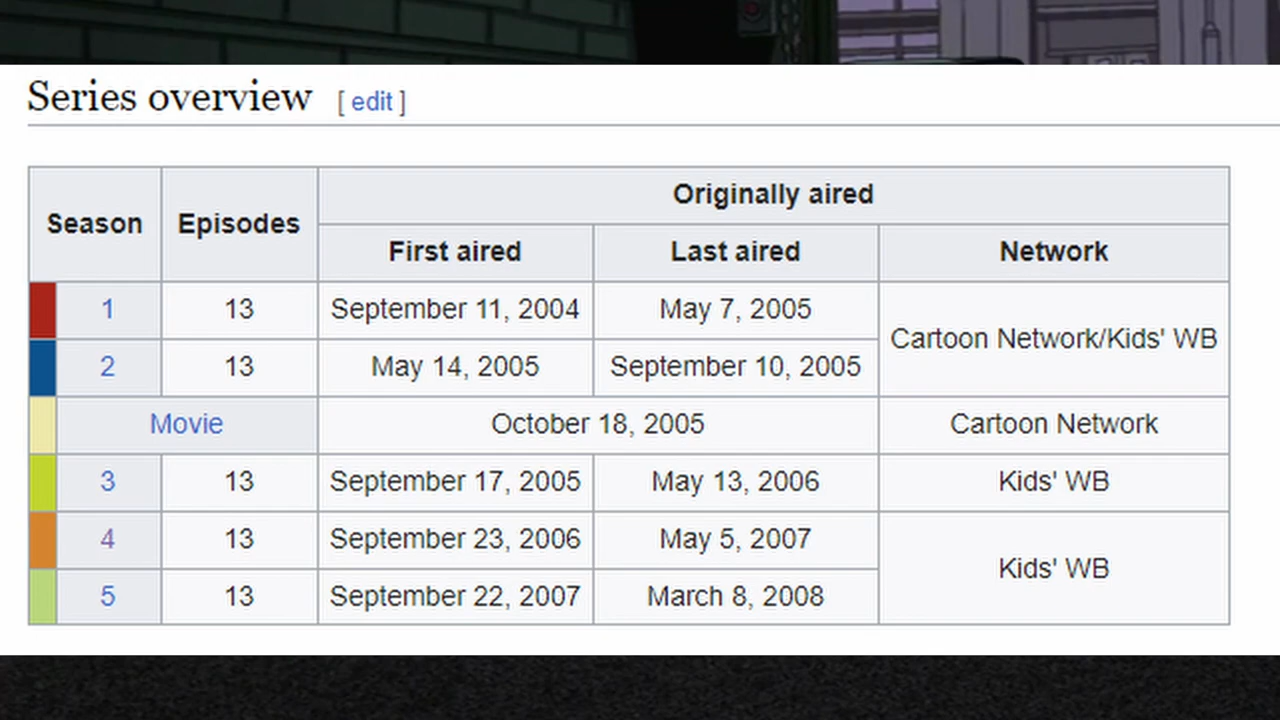 Series overview [ edit ]
Season Episodes Originally aired
First aired Last aired Network
1 13 September 11, 2004 May 7, 2005 Cartoon Network/Kids' WB
2 13 May 14, 2005 September 10, 2005
Movie October 18, 2005 Cartoon Network
3 13 September 17, 2005 May 13, 2006 Kids' WB
4 13 September 23, 2006 May 5, 2007 Kids' WB
5 13 September 22, 2007 March 8, 2008